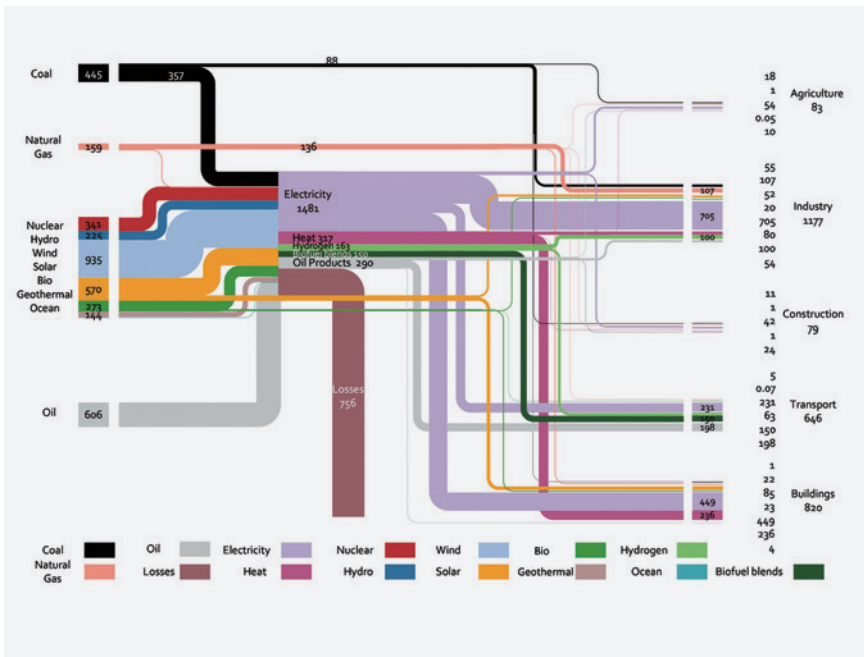 88
Coal 445 357
Natural
Gas 159 136
Nuclear 341
Hydro 225
Wind 935
Solar
Bio 570
Geothermal
Ocean 273
144
Oil 606
Electricity
1481
Heat 317
Hydrogen 163
Biofuel blends 150
Oil Products 290
Losses
756
107
705
100
231
150
198
449
236
18
1
54
0.05
10
Agriculture
83
55
107
52
20
705
80
100
54
Industry
1177
11
1
42
1
24
Construction
79
5
0.07
231
63
150
198
Transport
646
1
22
85
23
449
236
4
Buildings
820
Coal Oil Electricity Nuclear Wind Bio Hydrogen
Natural
Gas Losses Heat Hydro Solar Geothermal Ocean Biofuel blends